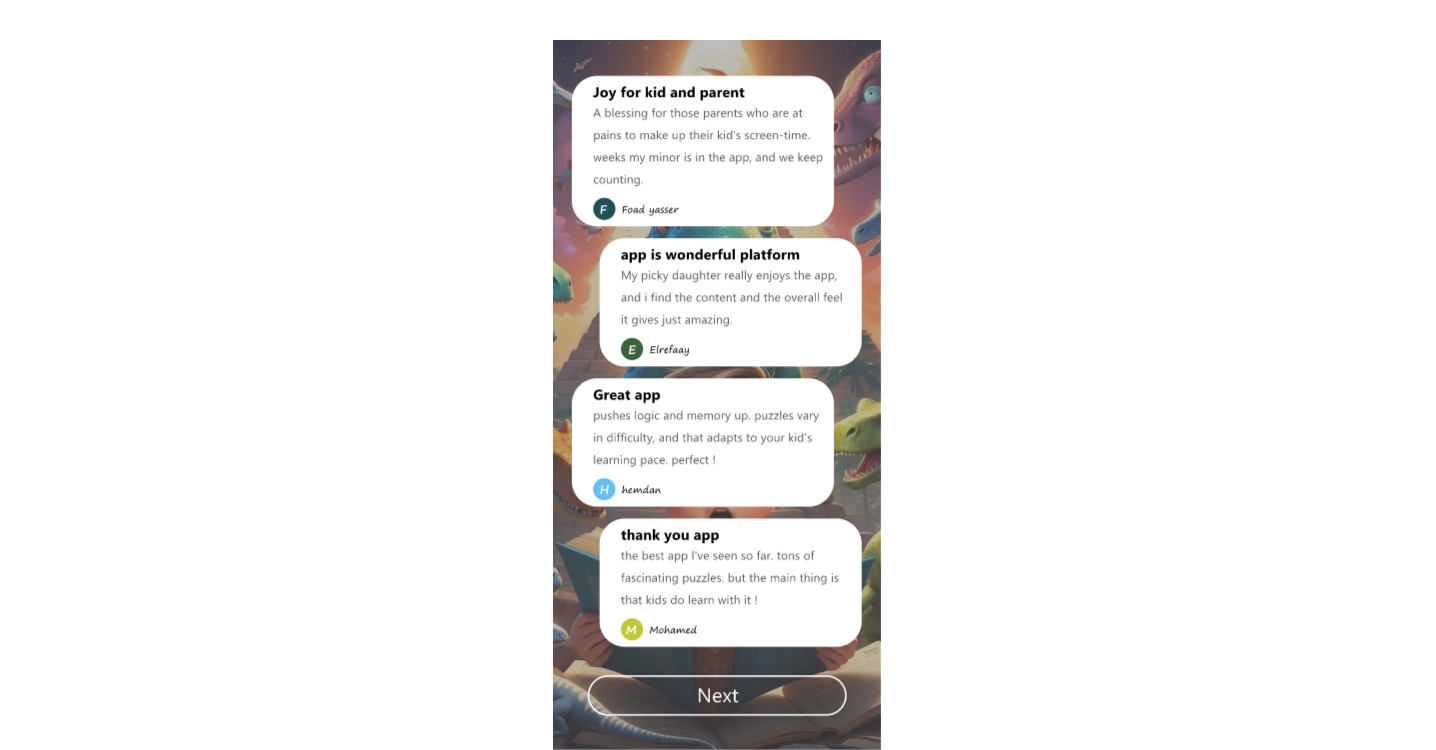 Joy for kid and parent
A blessing for those parents who are at
pains to make up their kid's screen-time.
weeks my minor is in the app, and we keep
counting.
F Foad yasser
app is wonderful platform
My picky daughter really enjoys the app,
and i find the content and the overall feel
it gives just amazing.
E Elrefaay
Great app
pushes logic and memory up. puzzles vary
in difficulty, and that adapts to your kid's
learning pace. perfect !
H hemdan
thank you app
the best app I've seen so far. tons of
fascinating puzzles. but the main thing is
that kids do learn with it !
M Mohamed
Next